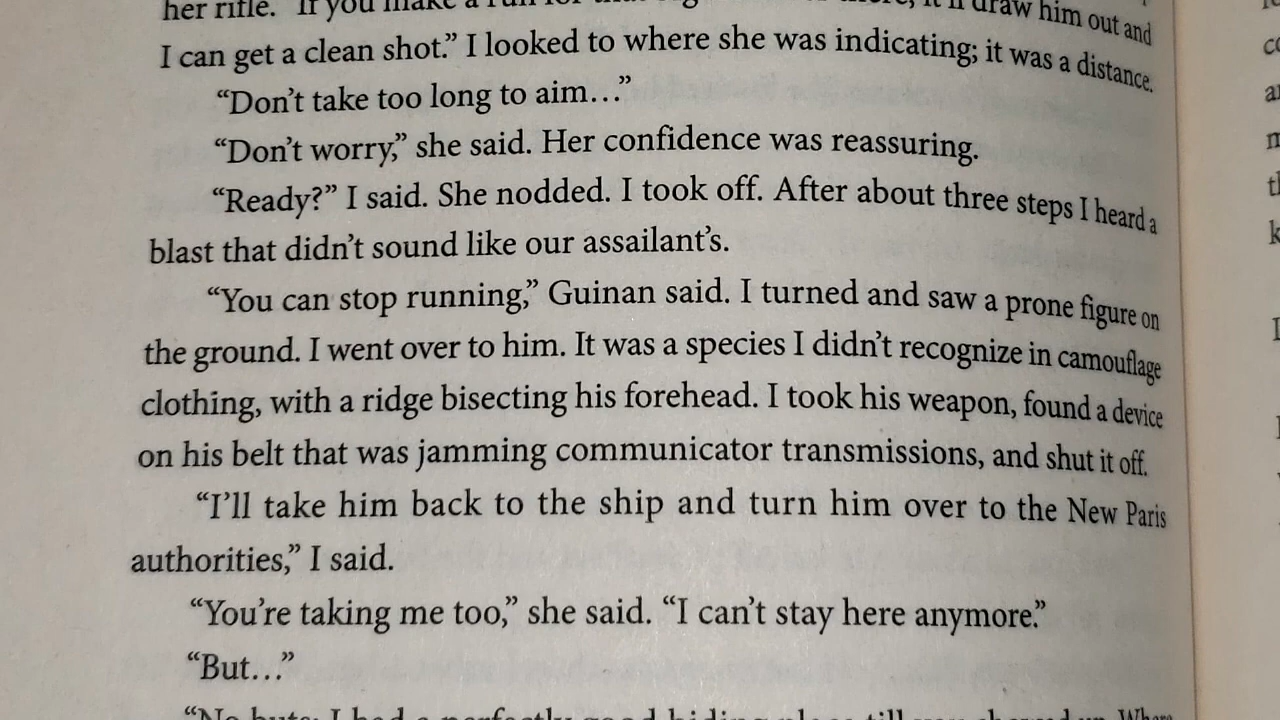 her rifle. "If you make a run for that
draw him out and
I can get a clean shot." I looked to where she was indicating; it was a distance.
"Don't take too long to aim…"
"Don't worry," she said. Her confidence was reassuring.
"Ready?" I said. She nodded. I took off. After about three steps I heard a
blast that didn't sound like our assailant's.
"You can stop running," Guinan said. I turned and saw a prone figure on
the ground. I went over to him. It was a species I didn't recognize in camouflage
clothing, with a ridge bisecting his forehead. I took his weapon, found a device
on his belt that was jamming communicator transmissions, and shut it off.
"I'll take him back to the ship and turn him over to the New Paris
authorities," I said.
"You're taking me too," she said. "I can't stay here anymore."
"But…"
"No buts. I had a perfectly good hiding place till you showed up.